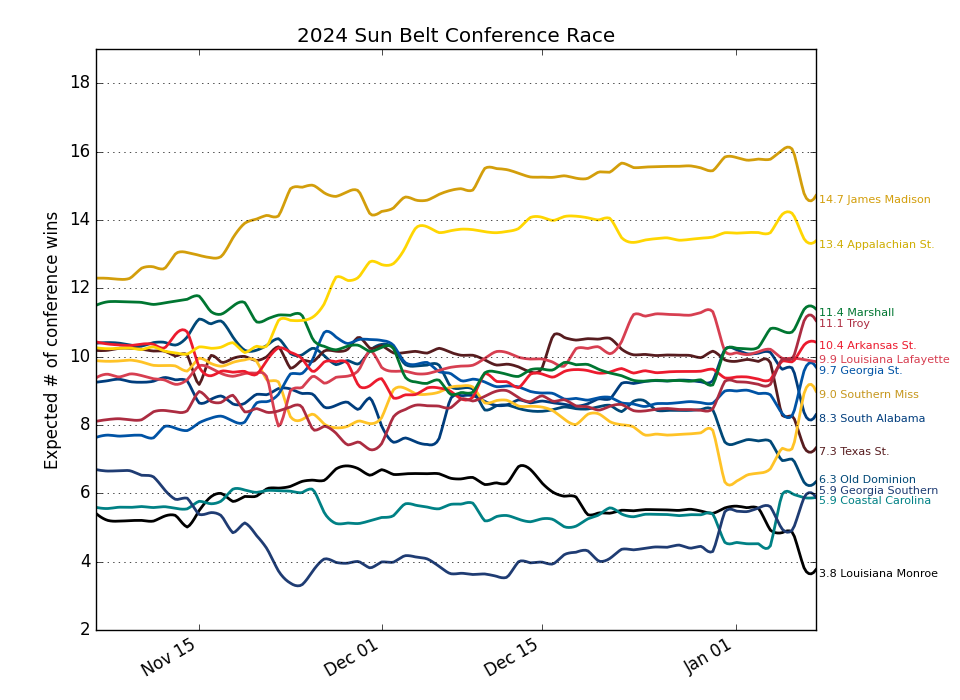 2024 Sun Belt Conference Race
Expected # of conference wins
18
16
14
12
10
8
6
4
2
Nov 15
Dec 01
Dec 15
Jan 01
14.7 James Madison
13.4 Appalachian St.
11.4 Marshall
11.1 Troy
10.4 Arkansas St.
9.9 Louisiana Lafayette
9.7 Georgia St.
9.0 Southern Miss
8.3 South Alabama
7.3 Texas St.
6.3 Old Dominion
5.9 Georgia Southern
5.9 Coastal Carolina
3.8 Louisiana Monroe